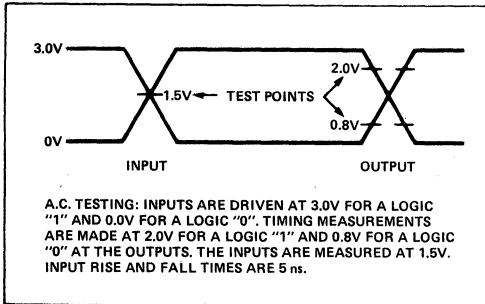 3.0V
2.0V
1.5V TEST POINTS
0.8V
0V
INPUT OUTPUT
A.C. TESTING: INPUTS ARE DRIVEN AT 3.0V FOR A LOGIC
"1" AND 0.0V FOR A LOGIC "0". TIMING MEASUREMENTS
ARE MADE AT 2.0V FOR A LOGIC "1" AND 0.8V FOR A LOGIC
"0" AT THE OUTPUTS. THE INPUTS ARE MEASURED AT 1.5V.
INPUT RISE AND FALL TIMES ARE 5 ns.